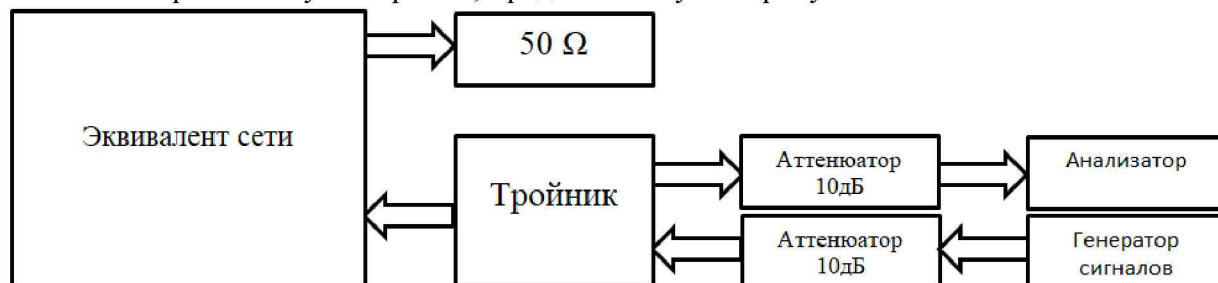 50 Ω
Эквивалент сети
Тройник
Аттенюатор
10дБ
Анализатор
Аттенюатор
10дБ
Генератор
сигналов